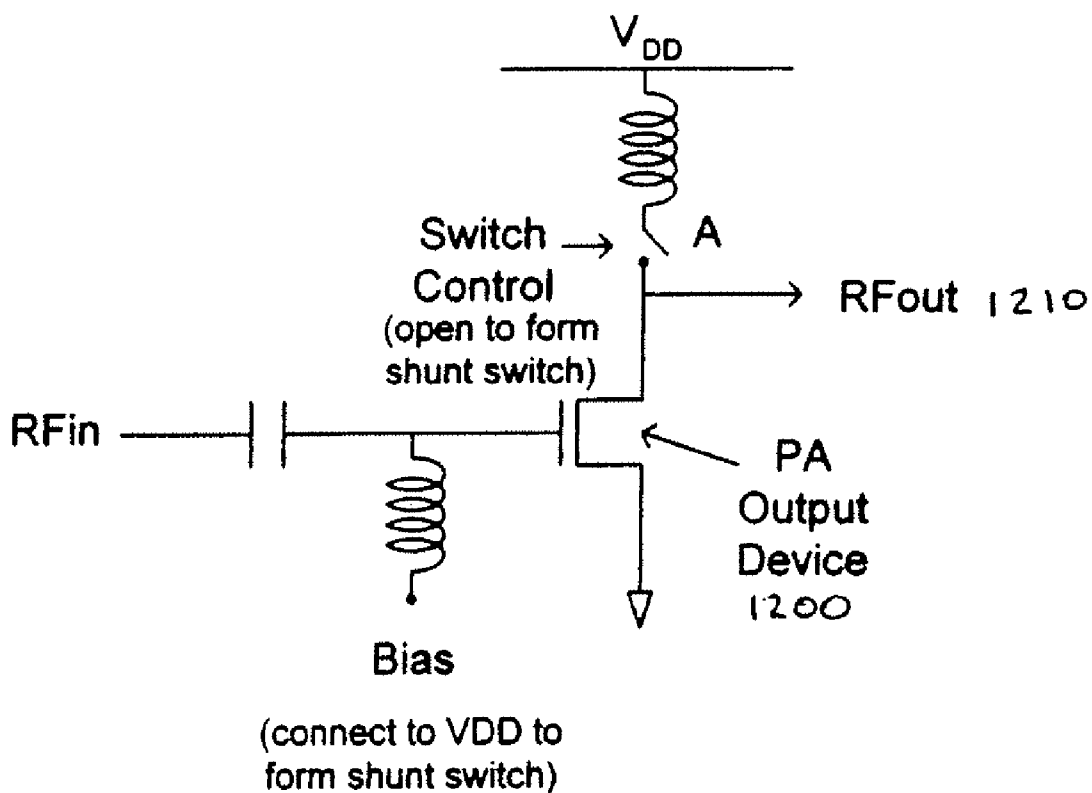 VDD
Switch
Control
(open to form
shunt switch)
A
RFout 1210
RFin
PA
Output
Device
1200
Bias
(connect to VDD to
form shunt switch)